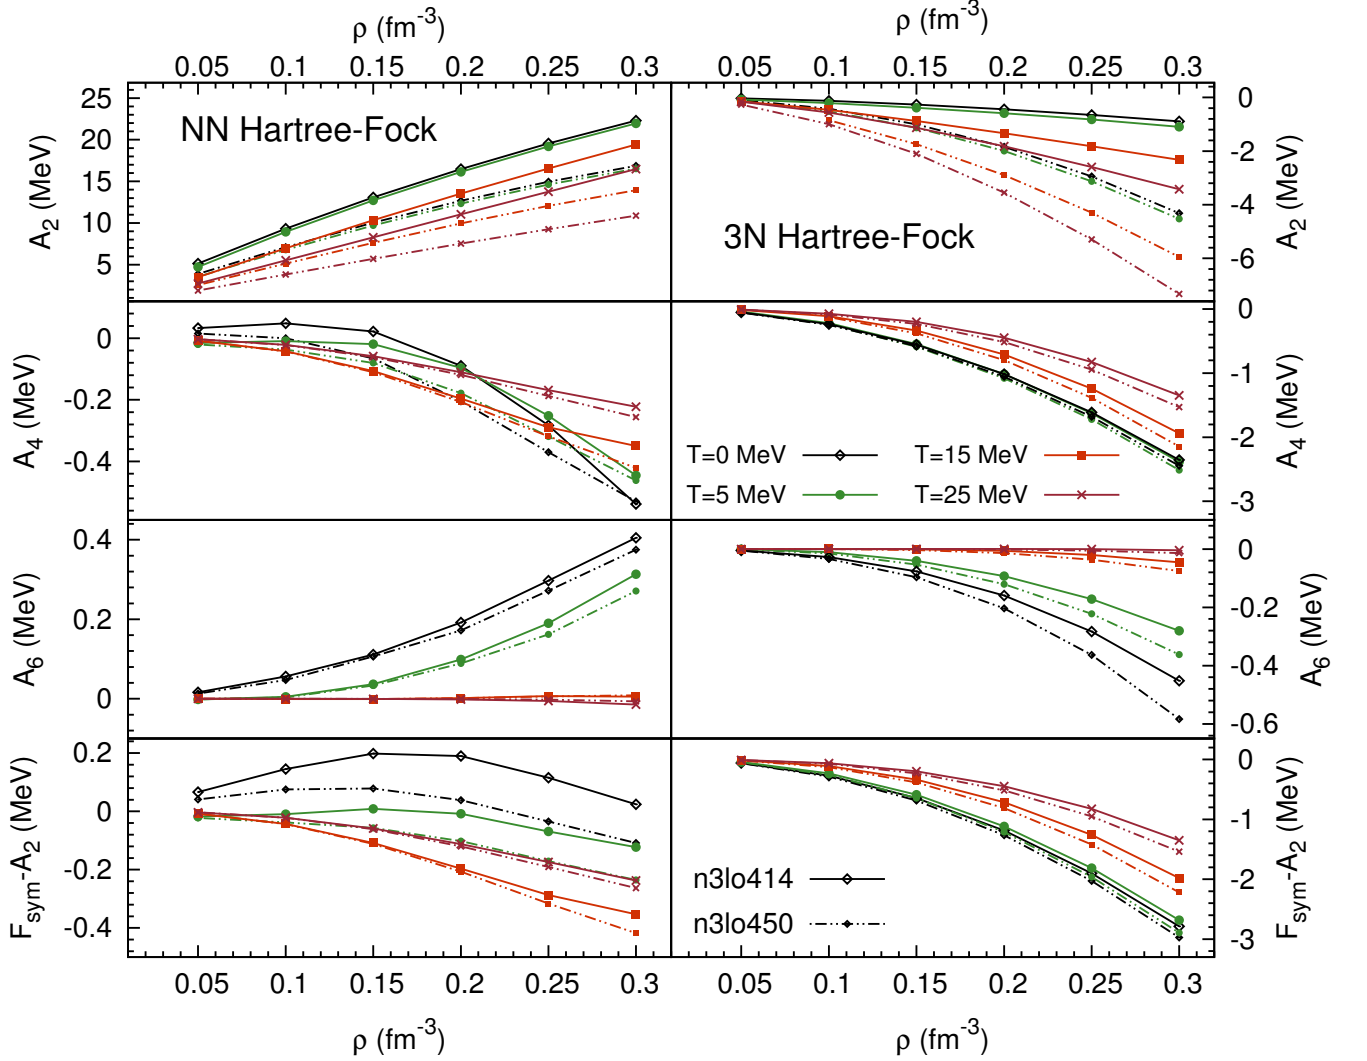 ρ (fm⁻³) ρ (fm⁻³)
0.05 0.1 0.15 0.2 0.25 0.3 0.05 0.1 0.15 0.2 0.25 0.3
NN Hartree-Fock
A₂ (MeV)
25
20
15
10
5
3N Hartree-Fock
0
-2
-4
-6
A₂ (MeV)
A₄ (MeV)
0
-0.2
-0.4
T=0 MeV T=15 MeV
T=5 MeV T=25 MeV
0
-1
-2
-3
A₄ (MeV)
A₆ (MeV)
0.4
0.2
0
0
-0.2
-0.4
-0.6
A₆ (MeV)
F_sym-A₂ (MeV)
0.2
0
-0.2
-0.4
n3lo414
n3lo450
0
-1
-2
-3
F_sym-A₂ (MeV)
0.05 0.1 0.15 0.2 0.25 0.3 0.05 0.1 0.15 0.2 0.25 0.3
ρ (fm⁻³) ρ (fm⁻³)